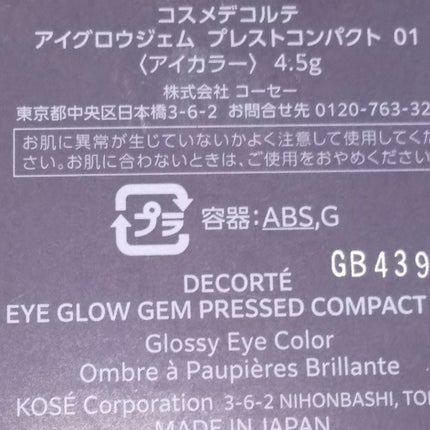 コスメデコルテ
アイグロウジェム プレストコンパクト 01
〈アイカラー〉 4.5g
株式会社 コーセー
東京都中央区日本橋3-6-2 お問合せ先 0120-763-32
お肌に異常が生じていないかよく注意して使用してくだ
さい。お肌に合わないときは、ご使用をおやめください
プラ 容器:ABS,G
GB439
DECORTÉ
EYE GLOW GEM PRESSED COMPACT
Glossy Eye Color
Ombre à Paupières Brillante
KOSÉ Corporation 3-6-2 NIHONBASHI, TO
MADE IN JAPAN